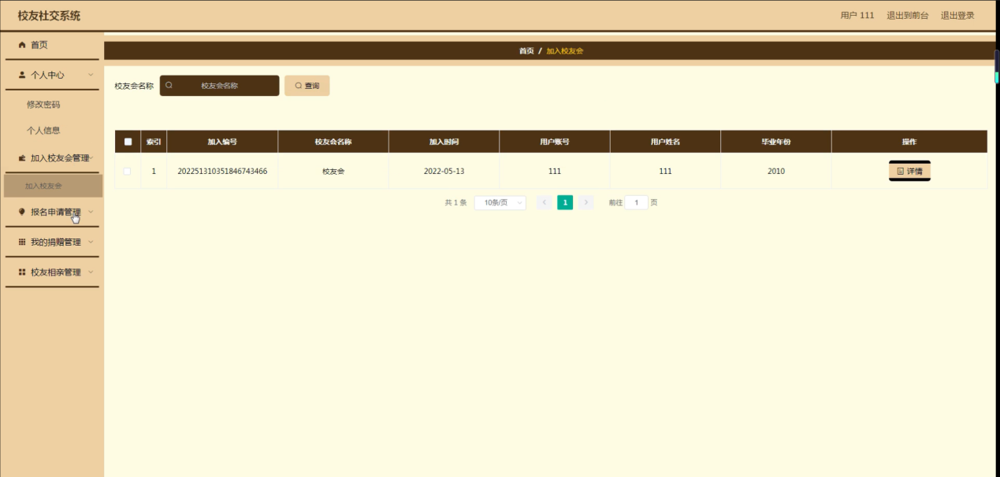 校友社交系统
用户 111 退出到前台 退出登录
首页
个人中心
修改密码
个人信息
加入校友会管理
加入校友会
报名申请管理
我的捐赠管理
校友相亲管理
首页 / 加入校友会
校友会名称 校友会名称 查询
索引 加入编号 校友会名称 加入时间 用户账号 用户姓名 毕业年份 操作
1 202251310351846743466 校友会 2022-05-13 111 111 2010 详情
共 1 条 10条/页 1 前往 1 页